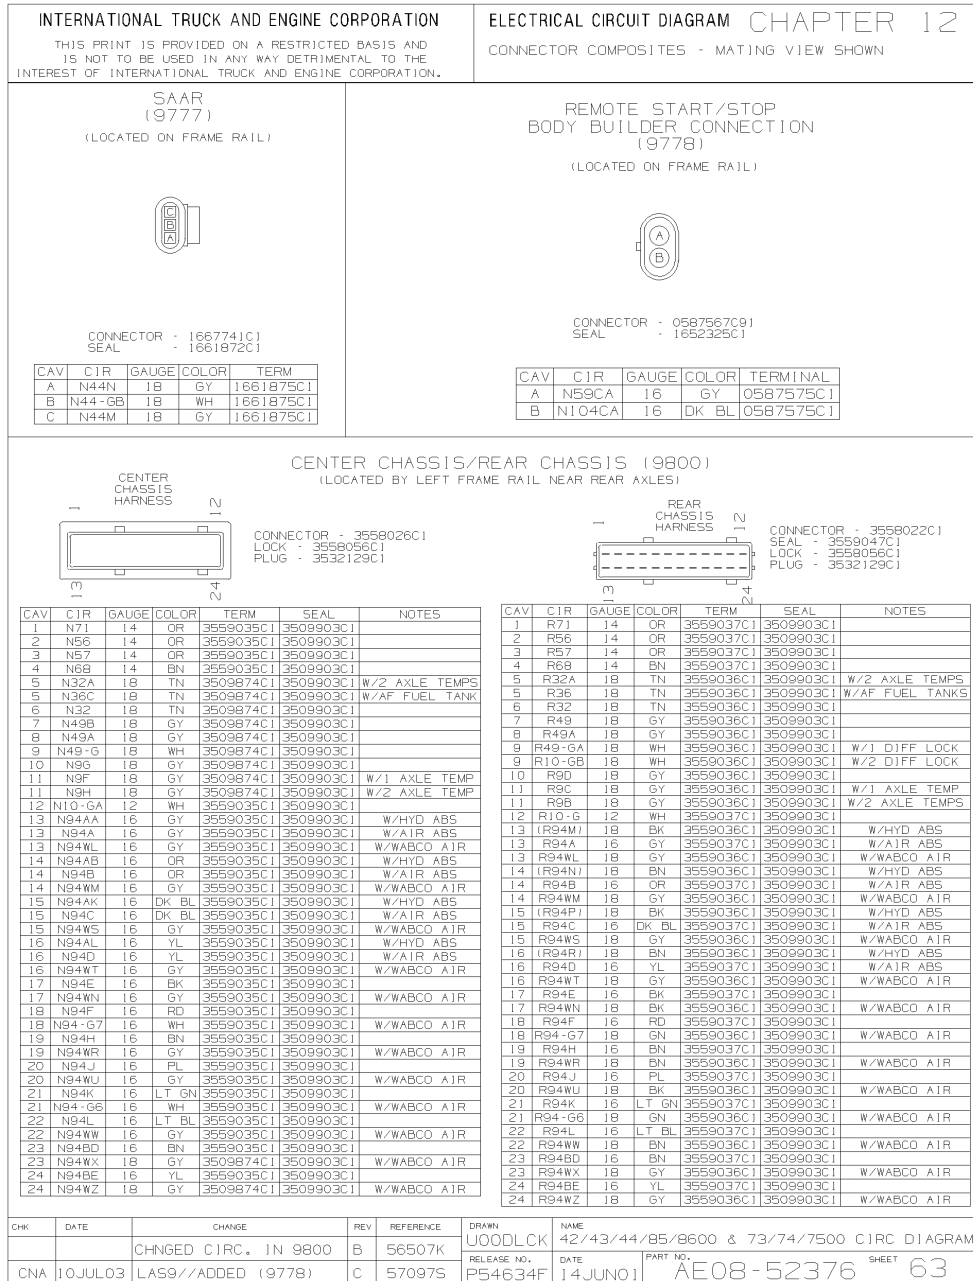 INTERNATIONAL TRUCK AND ENGINE CORPORATION
THIS PRINT IS PROVIDED ON A RESTRICTED BASIS AND
IS NOT TO BE USED IN ANY WAY DETRIMENTAL TO THE
INTEREST OF INTERNATIONAL TRUCK AND ENGINE CORPORATION.
ELECTRICAL CIRCUIT DIAGRAM CHAPTER 12
CONNECTOR COMPOSITES - MATING VIEW SHOWN
SAAR
(9777)
(LOCATED ON FRAME RAIL)
C
B
A
CONNECTOR - 1667741C1
SEAL - 1661872C1
CAV CIR GAUGE COLOR TERM
A N44N 18 GY 1661875C1
B N44-GB 18 WH 1661875C1
C N44M 18 GY 1661875C1
REMOTE START/STOP
BODY BUILDER CONNECTION
(9778)
(LOCATED ON FRAME RAIL)
A
B
CONNECTOR - 0587567C91
SEAL - 1652325C1
CAV CIR GAUGE COLOR TERMINAL
A N59CA 16 GY 0587575C1
B N104CA 16 DK BL 0587575C1
CENTER CHASSIS/REAR CHASSIS (9800)
(LOCATED BY LEFT FRAME RAIL NEAR REAR AXLES)
CENTER
CHASSIS
HARNESS
1
12
13
24
CONNECTOR - 3558026C1
LOCK - 3558056C1
PLUG - 3532129C1
CAV CIR GAUGE COLOR TERM SEAL NOTES
1 N71 14 OR 3559035C1 3509903C1
2 N56 14 OR 3559035C1 3509903C1
3 N57 14 OR 3559035C1 3509903C1
4 N68 14 BN 3559035C1 3509903C1
5 N32A 18 TN 3509874C1 3509903C1 W/2 AXLE TEMPS
5 N36C 18 TN 3509874C1 3509903C1 W/AF FUEL TANK
6 N32 18 TN 3509874C1 3509903C1
7 N49B 18 GY 3509874C1 3509903C1
8 N49A 18 GY 3509874C1 3509903C1
9 N49-G 18 WH 3509874C1 3509903C1
10 N9G 18 GY 3509874C1 3509903C1
11 N9F 18 GY 3509874C1 3509903C1 W/1 AXLE TEMP
11 N9H 18 GY 3509874C1 3509903C1 W/2 AXLE TEMP
12 N10-GA 12 WH 3559035C1 3509903C1
13 N94AA 16 GY 3559035C1 3509903C1 W/HYD ABS
13 N94A 16 GY 3559035C1 3509903C1 W/AIR ABS
13 N94WL 16 GY 3559035C1 3509903C1 W/WABCO AIR
14 N94AB 16 OR 3559035C1 3509903C1 W/HYD ABS
14 N94B 16 OR 3559035C1 3509903C1 W/AIR ABS
14 N94WM 16 GY 3559035C1 3509903C1 W/WABCO AIR
15 N94AK 16 DK BL 3559035C1 3509903C1 W/HYD ABS
15 N94C 16 DK BL 3559035C1 3509903C1 W/AIR ABS
15 N94WS 16 GY 3559035C1 3509903C1 W/WABCO AIR
16 N94AL 16 YL 3559035C1 3509903C1 W/HYD ABS
16 N94D 16 YL 3559035C1 3509903C1 W/AIR ABS
16 N94WT 16 GY 3559035C1 3509903C1 W/WABCO AIR
17 N94E 16 BK 3559035C1 3509903C1
17 N94WN 16 GY 3559035C1 3509903C1 W/WABCO AIR
18 N94F 16 RD 3559035C1 3509903C1
18 N94-G7 16 WH 3559035C1 3509903C1 W/WABCO AIR
19 N94H 16 BN 3559035C1 3509903C1
19 N94WR 16 GY 3559035C1 3509903C1 W/WABCO AIR
20 N94J 16 PL 3559035C1 3509903C1
20 N94WU 16 GY 3559035C1 3509903C1 W/WABCO AIR
21 N94K 16 LT GN 3559035C1 3509903C1
21 N94-G6 16 WH 3559035C1 3509903C1 W/WABCO AIR
22 N94L 16 LT BL 3559035C1 3509903C1
22 N94WW 16 GY 3559035C1 3509903C1 W/WABCO AIR
23 N94BD 16 BN 3559035C1 3509903C1
23 N94WX 18 GY 3509874C1 3509903C1 W/WABCO AIR
24 N94BE 16 YL 3559035C1 3509903C1
24 N94WZ 18 GY 3509874C1 3509903C1 W/WABCO AIR
REAR
CHASSIS
HARNESS
1
12
13
24
CONNECTOR - 3558022C1
SEAL - 3559047C1
LOCK - 3558056C1
PLUG - 3532129C1
CAV CIR GAUGE COLOR TERM SEAL NOTES
1 R71 14 OR 3559037C1 3509903C1
2 R56 14 OR 3559037C1 3509903C1
3 R57 14 OR 3559037C1 3509903C1
4 R68 14 BN 3559037C1 3509903C1
5 R32A 18 TN 3559036C1 3509903C1 W/2 AXLE TEMPS
5 R36 18 TN 3559036C1 3509903C1 W/AF FUEL TANKS
6 R32 18 TN 3559036C1 3509903C1
7 R49 18 GY 3559036C1 3509903C1
8 R49A 18 GY 3559036C1 3509903C1
9 R49-GA 18 WH 3559036C1 3509903C1 W/1 DIFF LOCK
9 R10-GB 18 WH 3559036C1 3509903C1 W/2 DIFF LOCK
10 R9D 18 GY 3559036C1 3509903C1
11 R9C 18 GY 3559036C1 3509903C1 W/1 AXLE TEMP
11 R9B 18 GY 3559036C1 3509903C1 W/2 AXLE TEMPS
12 R10-G 12 WH 3559037C1 3509903C1
13 (R94M) 18 BK 3559036C1 3509903C1 W/HYD ABS
13 R94A 16 GY 3559037C1 3509903C1 W/AIR ABS
13 R94WL 18 GY 3559036C1 3509903C1 W/WABCO AIR
14 (R94N) 18 BN 3559036C1 3509903C1 W/HYD ABS
14 R94B 16 OR 3559037C1 3509903C1 W/AIR ABS
14 R94WM 18 GY 3559036C1 3509903C1 W/WABCO AIR
15 (R94P) 18 BK 3559036C1 3509903C1 W/HYD ABS
15 R94C 16 DK BL 3559037C1 3509903C1 W/AIR ABS
15 R94WS 18 GY 3559036C1 3509903C1 W/WABCO AIR
16 (R94R) 18 BN 3559036C1 3509903C1 W/HYD ABS
16 R94D 16 YL 3559037C1 3509903C1 W/AIR ABS
16 R94WT 18 GY 3559036C1 3509903C1 W/WABCO AIR
17 R94E 16 BK 3559037C1 3509903C1
17 R94WN 18 BK 3559036C1 3509903C1 W/WABCO AIR
18 R94F 16 RD 3559037C1 3509903C1
18 R94-G7 18 GN 3559036C1 3509903C1 W/WABCO AIR
19 R94H 16 BN 3559037C1 3509903C1
19 R94WR 18 BN 3559036C1 3509903C1 W/WABCO AIR
20 R94J 16 PL 3559037C1 3509903C1
20 R94WU 18 BK 3559036C1 3509903C1 W/WABCO AIR
21 R94K 16 LT GN 3559037C1 3509903C1
21 R94-G6 18 GN 3559036C1 3509903C1 W/WABCO AIR
22 R94L 16 LT BL 3559037C1 3509903C1
22 R94WW 18 BN 3559036C1 3509903C1 W/WABCO AIR
23 R94BD 16 BN 3559037C1 3509903C1
23 R94WX 18 GY 3559036C1 3509903C1 W/WABCO AIR
24 R94BE 16 YL 3559037C1 3509903C1
24 R94WZ 18 GY 3559036C1 3509903C1 W/WABCO AIR
CHK DATE CHANGE REV REFERENCE
CHNGED CIRC. IN 9800 B 56507K
CNA 10JUL03 LAS9//ADDED (9778) C 57097S
DRAWN
UOODLCK
NAME
42/43/44/85/8600 & 73/74/7500 CIRC DIAGRAM
RELEASE NO.
P54634F
DATE
14JUN01
PART NO.
AE08-52376
SHEET
63